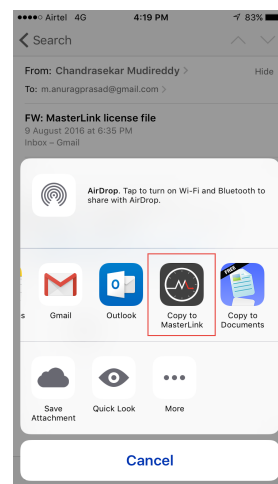 Airtel 4G 4:19 PM 83%
Search
From: Chandrasekar Mudireddy Hide
To: m.anuragprasad@gmail.com
FW: MasterLink license file
9 August 2016 at 6:35 PM
Inbox – Gmail
AirDrop. Tap to turn on Wi-Fi and Bluetooth to
share with AirDrop.
FREE
s Gmail Outlook Copy to Copy to
MasterLink Documents
Save Quick Look More
Attachment
Cancel